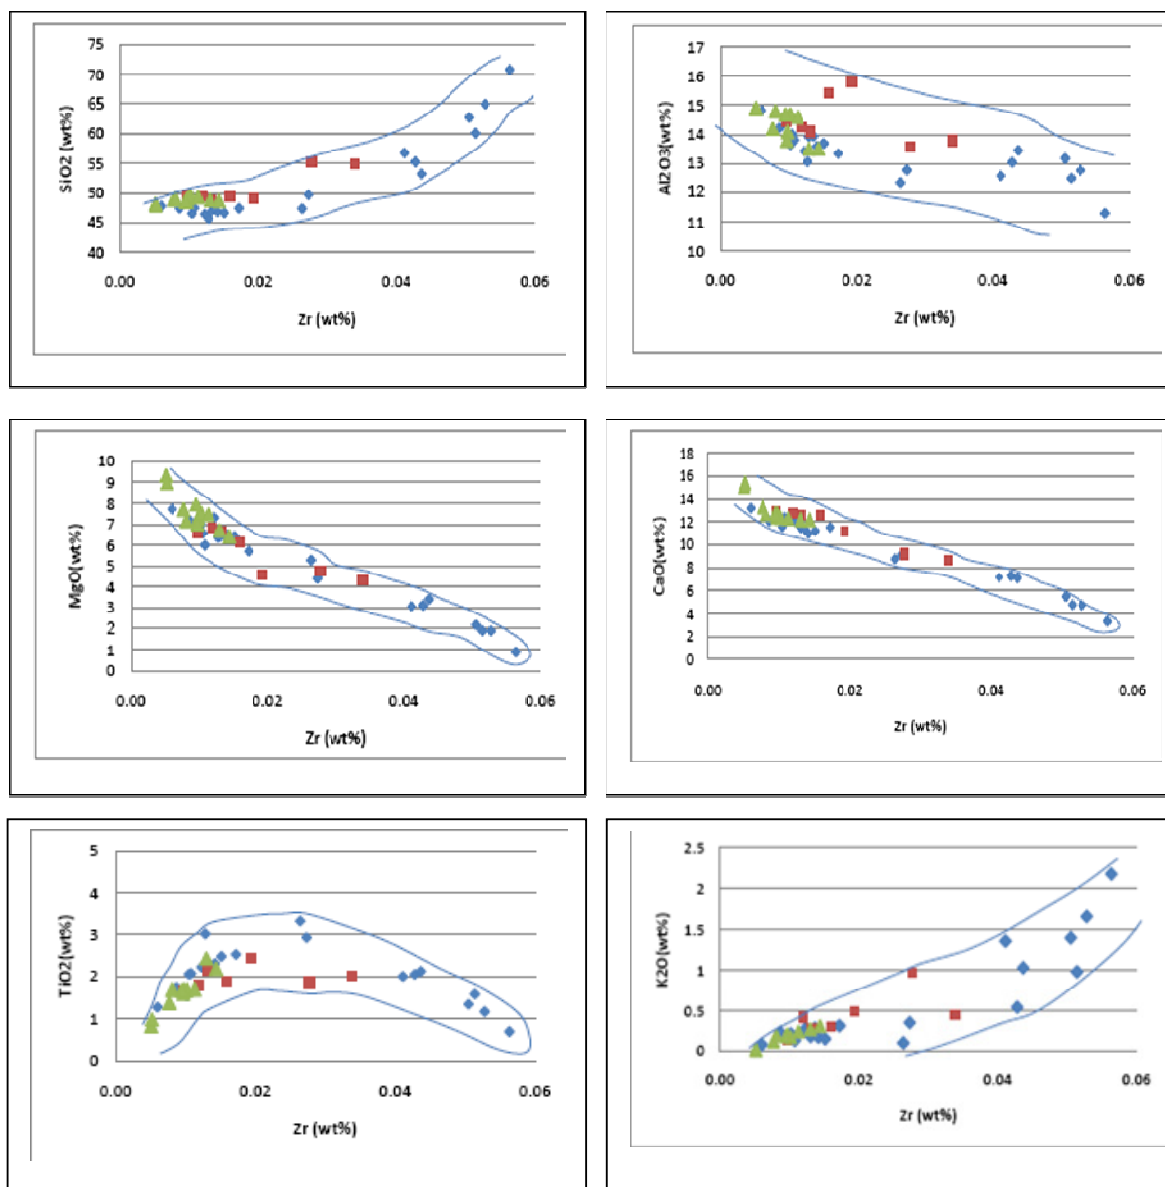 SiO2 (wt%)
75
70
65
60
55
50
45
40
0.00 0.02 0.04 0.06
Zr (wt%)
Al2O3(wt%)
17
16
15
14
13
12
11
10
0.00 0.02 0.04 0.06
Zr (wt%)
MgO(wt%)
10
9
8
7
6
5
4
3
2
1
0
0.00 0.02 0.04 0.06
Zr (wt%)
CaO(wt%)
18
16
14
12
10
8
6
4
2
0
0.00 0.02 0.04 0.06
Zr (wt%)
TiO2(wt%)
5
4
3
2
1
0
0.00 0.02 0.04 0.06
Zr (wt%)
K2O(wt%)
2.5
2
1.5
1
0.5
0
0.00 0.02 0.04 0.06
Zr (wt%)